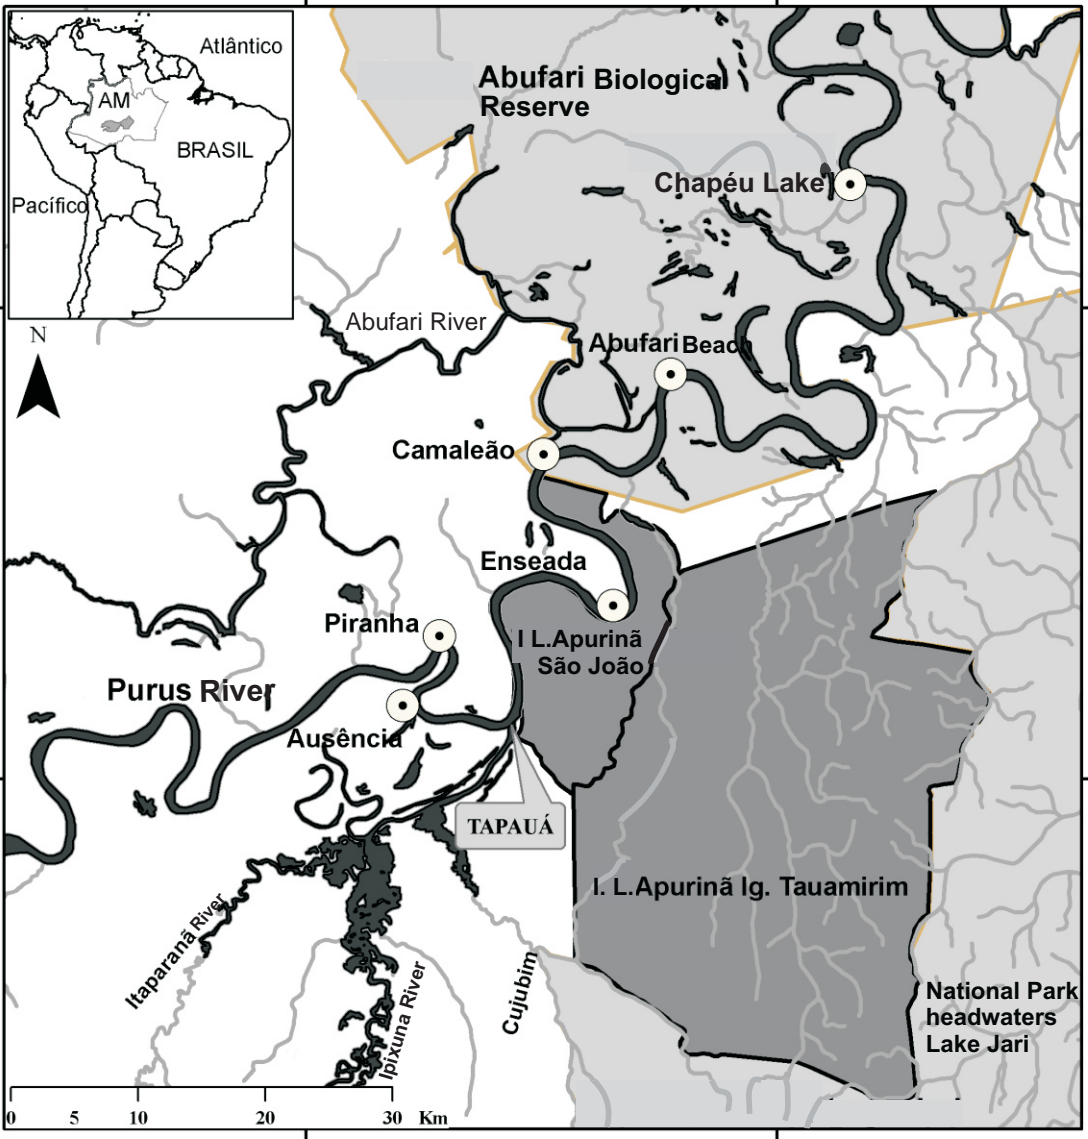 Atlântico
AM
BRASIL
Pacífico
N
Abufari Biological
Reserve
Chapéu Lake
Abufari River
Abufari Beach
Camaleão
Enseada
Piranha
I L.Apurinã
São João
Purus River
Ausência
TAPAUÁ
I. L.Apurinã Ig. Tauamirim
Itaparanã River
Ipixuna River
Cujubim
National Park
headwaters
Lake Jari
0 5 10 20 30 Km